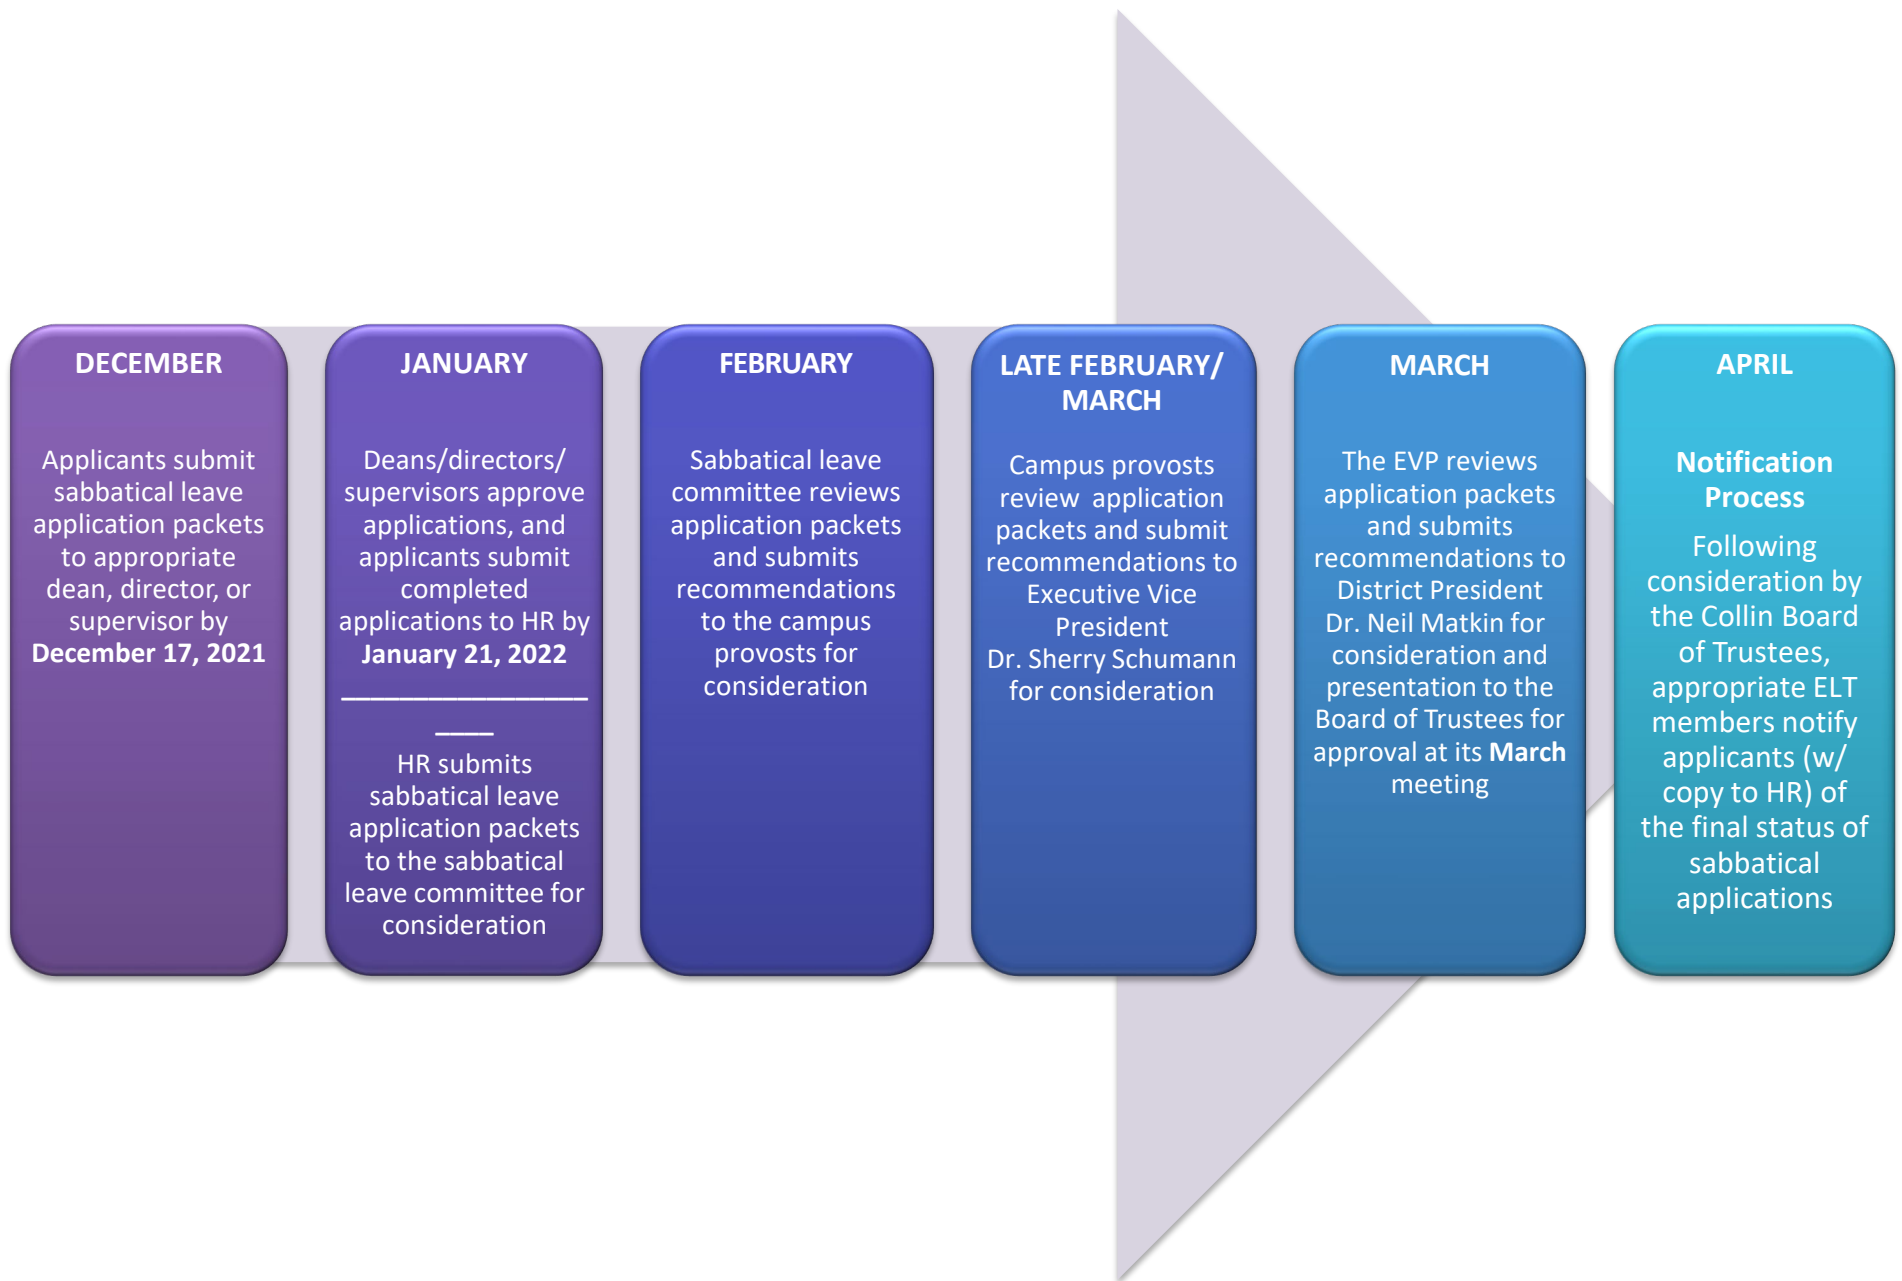 DECEMBER
Applicants submit
sabbatical leave
application packets
to appropriate
dean, director, or
supervisor by
December 17, 2021
JANUARY
Deans/directors/
supervisors approve
applications, and
applicants submit
completed
applications to HR by
January 21, 2022
_________________
____
HR submits
sabbatical leave
application packets
to the sabbatical
leave committee for
consideration
FEBRUARY
Sabbatical leave
committee reviews
application packets
and submits
recommendations
to the campus
provosts for
consideration
LATE FEBRUARY/
MARCH
Campus provosts
review application
packets and submit
recommendations to
Executive Vice
President
Dr. Sherry Schumann
for consideration
MARCH
The EVP reviews
application packets
and submits
recommendations to
District President
Dr. Neil Matkin for
consideration and
presentation to the
Board of Trustees for
approval at its March
meeting
APRIL
Notification
Process
Following
consideration by
the Collin Board
of Trustees,
appropriate ELT
members notify
applicants (w/
copy to HR) of
the final status of
sabbatical
applications